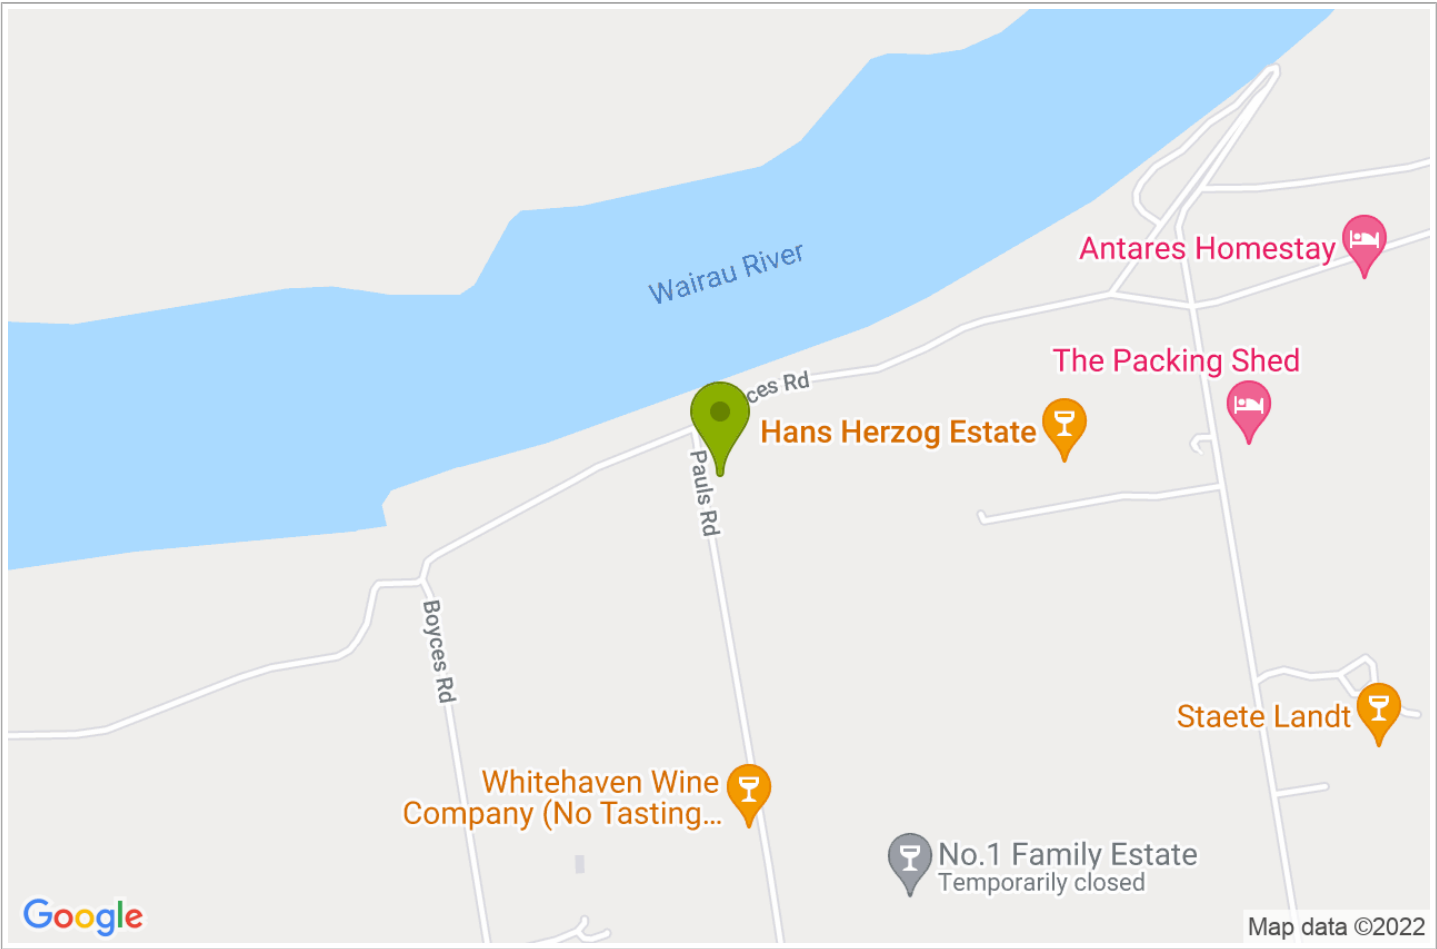 Wairau River
Antares Homestay
The Packing Shed
ces Rd
Hans Herzog Estate
Pauls Rd
Boyces Rd
Staete Landt
Whitehaven Wine
Company (No Tasting...
No.1 Family Estate
Temporarily closed
Google
Map data ©2022